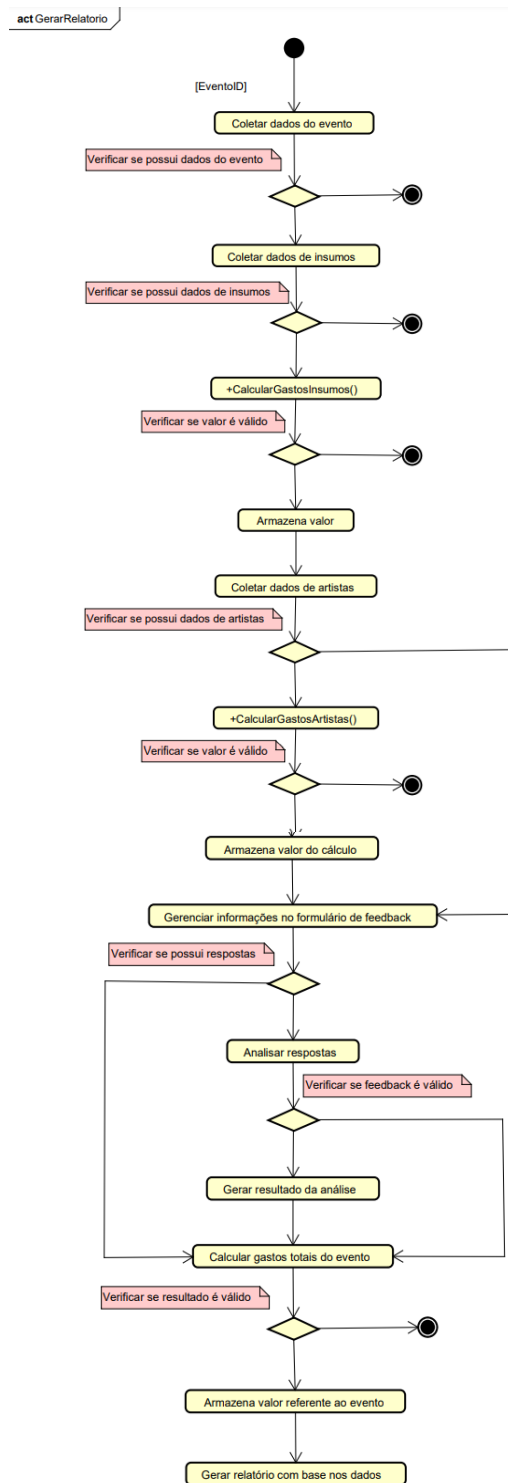 act GerarRelatorio
[EventoID]
Coletar dados do evento
Verificar se possui dados do evento
Coletar dados de insumos
Verificar se possui dados de insumos
+CalcularGastosInsumos()
Verificar se valor é válido
Armazena valor
Coletar dados de artistas
Verificar se possui dados de artistas
+CalcularGastosArtistas()
Verificar se valor é válido
Armazena valor do cálculo
Gerenciar informações no formulário de feedback
Verificar se possui respostas
Analisar respostas
Verificar se feedback é válido
Gerar resultado da análise
Calcular gastos totais do evento
Verificar se resultado é válido
Armazena valor referente ao evento
Gerar relatório com base nos dados